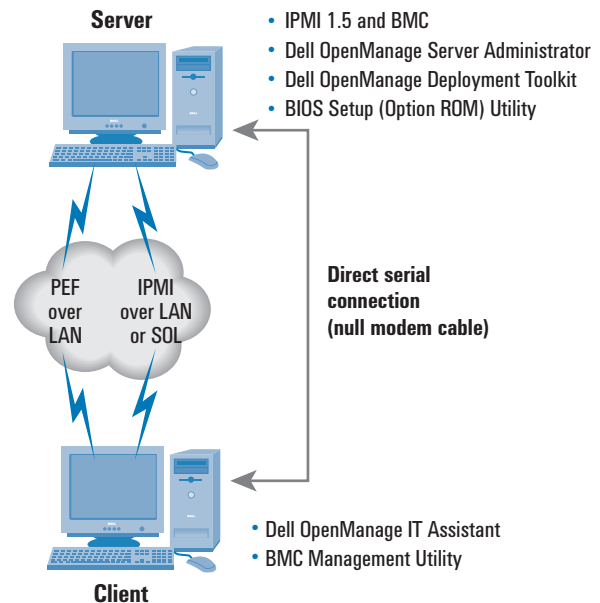 Server
• IPMI 1.5 and BMC
• Dell OpenManage Server Administrator
• Dell OpenManage Deployment Toolkit
• BIOS Setup (Option ROM) Utility
PEF
over
LAN
IPMI
over LAN
or SOL
Direct serial
connection
(null modem cable)
• Dell OpenManage IT Assistant
• BMC Management Utility
Client